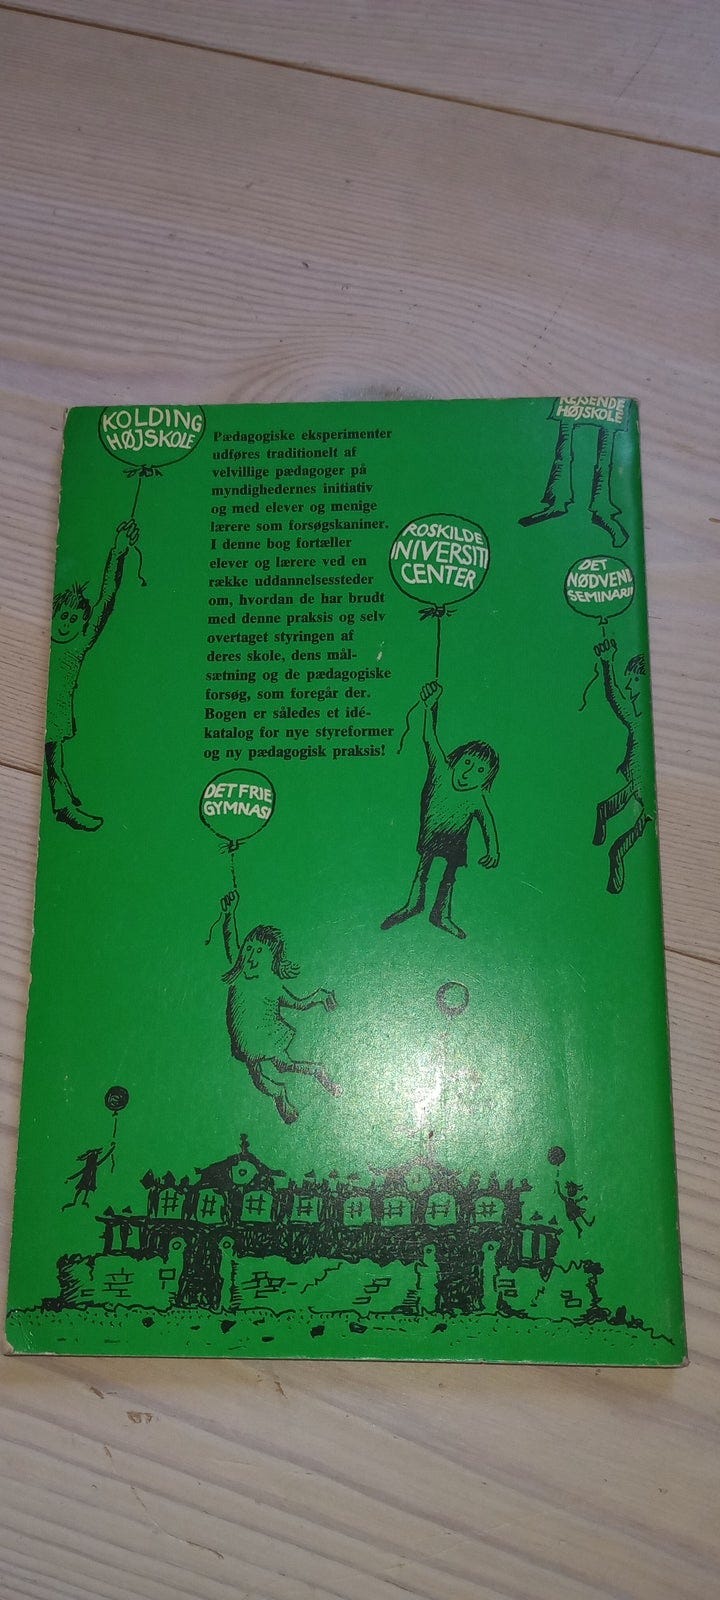 KOLDING
HØJSKOLE
Pædagogiske eksperimenter
udføres traditionelt af
velvillige pædagoger på
myndighedernes initiativ
og med elever og menige
lærere som forsøgskaniner.
I denne bog fortæller
elever og lærere ved en
række uddannelsessteder
om, hvordan de har brudt
med denne praksis og selv
overtaget styringen af
deres skole, dens mål-
sætning og de pædagogiske
forsøg, som foregår der.
Bogen er således et idé-
katalog for nye styreformer
og ny pædagogisk praksis!
REJSENDE
HØJSKOLE
ROSKILDE
NIVERSIT
CENTER
DET
NØDVEND
SEMINARI
DET FRIE
GYMNASI